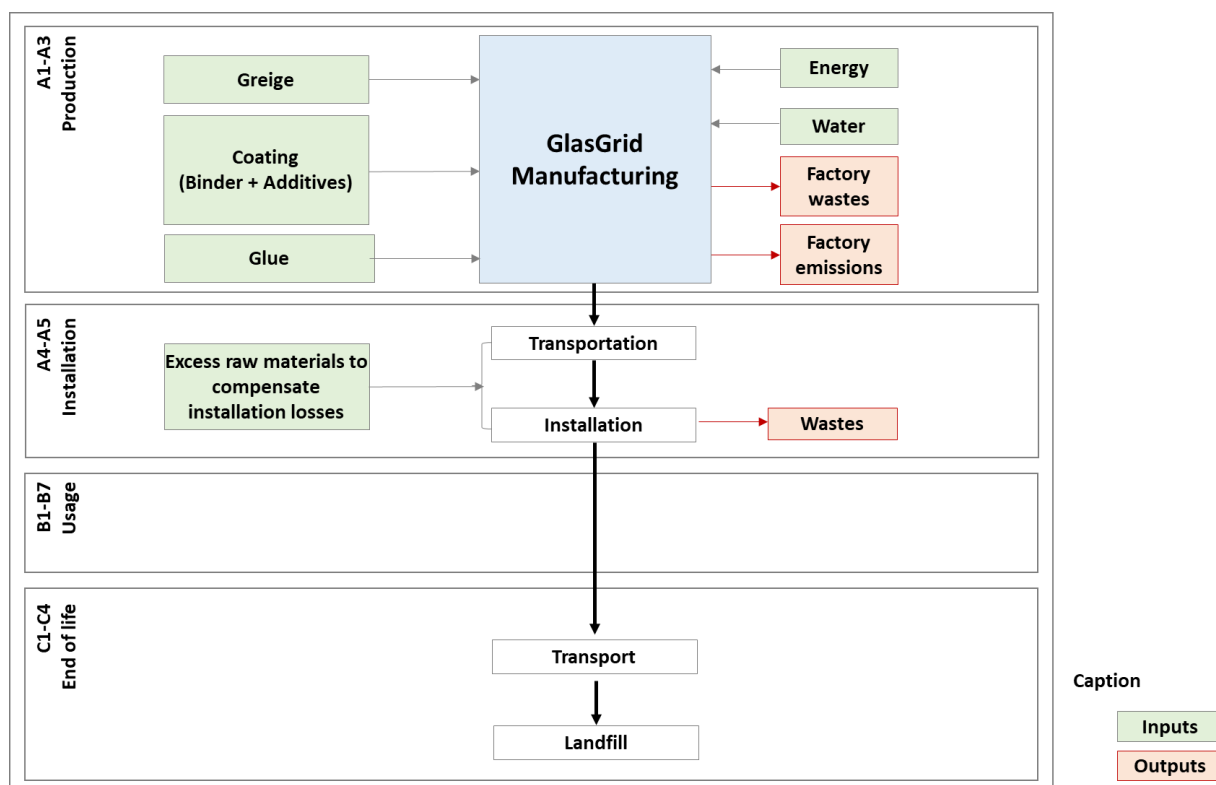 A1-A3
Production
Greige
Coating
(Binder + Additives)
Glue
GlasGrid
Manufacturing
Energy
Water
Factory
wastes
Factory
emissions
A4-A5
Installation
Excess raw materials to
compensate
installation losses
Transportation
Installation
Wastes
B1-B7
Usage
C1-C4
End of life
Transport
Landfill
Caption
Inputs
Outputs